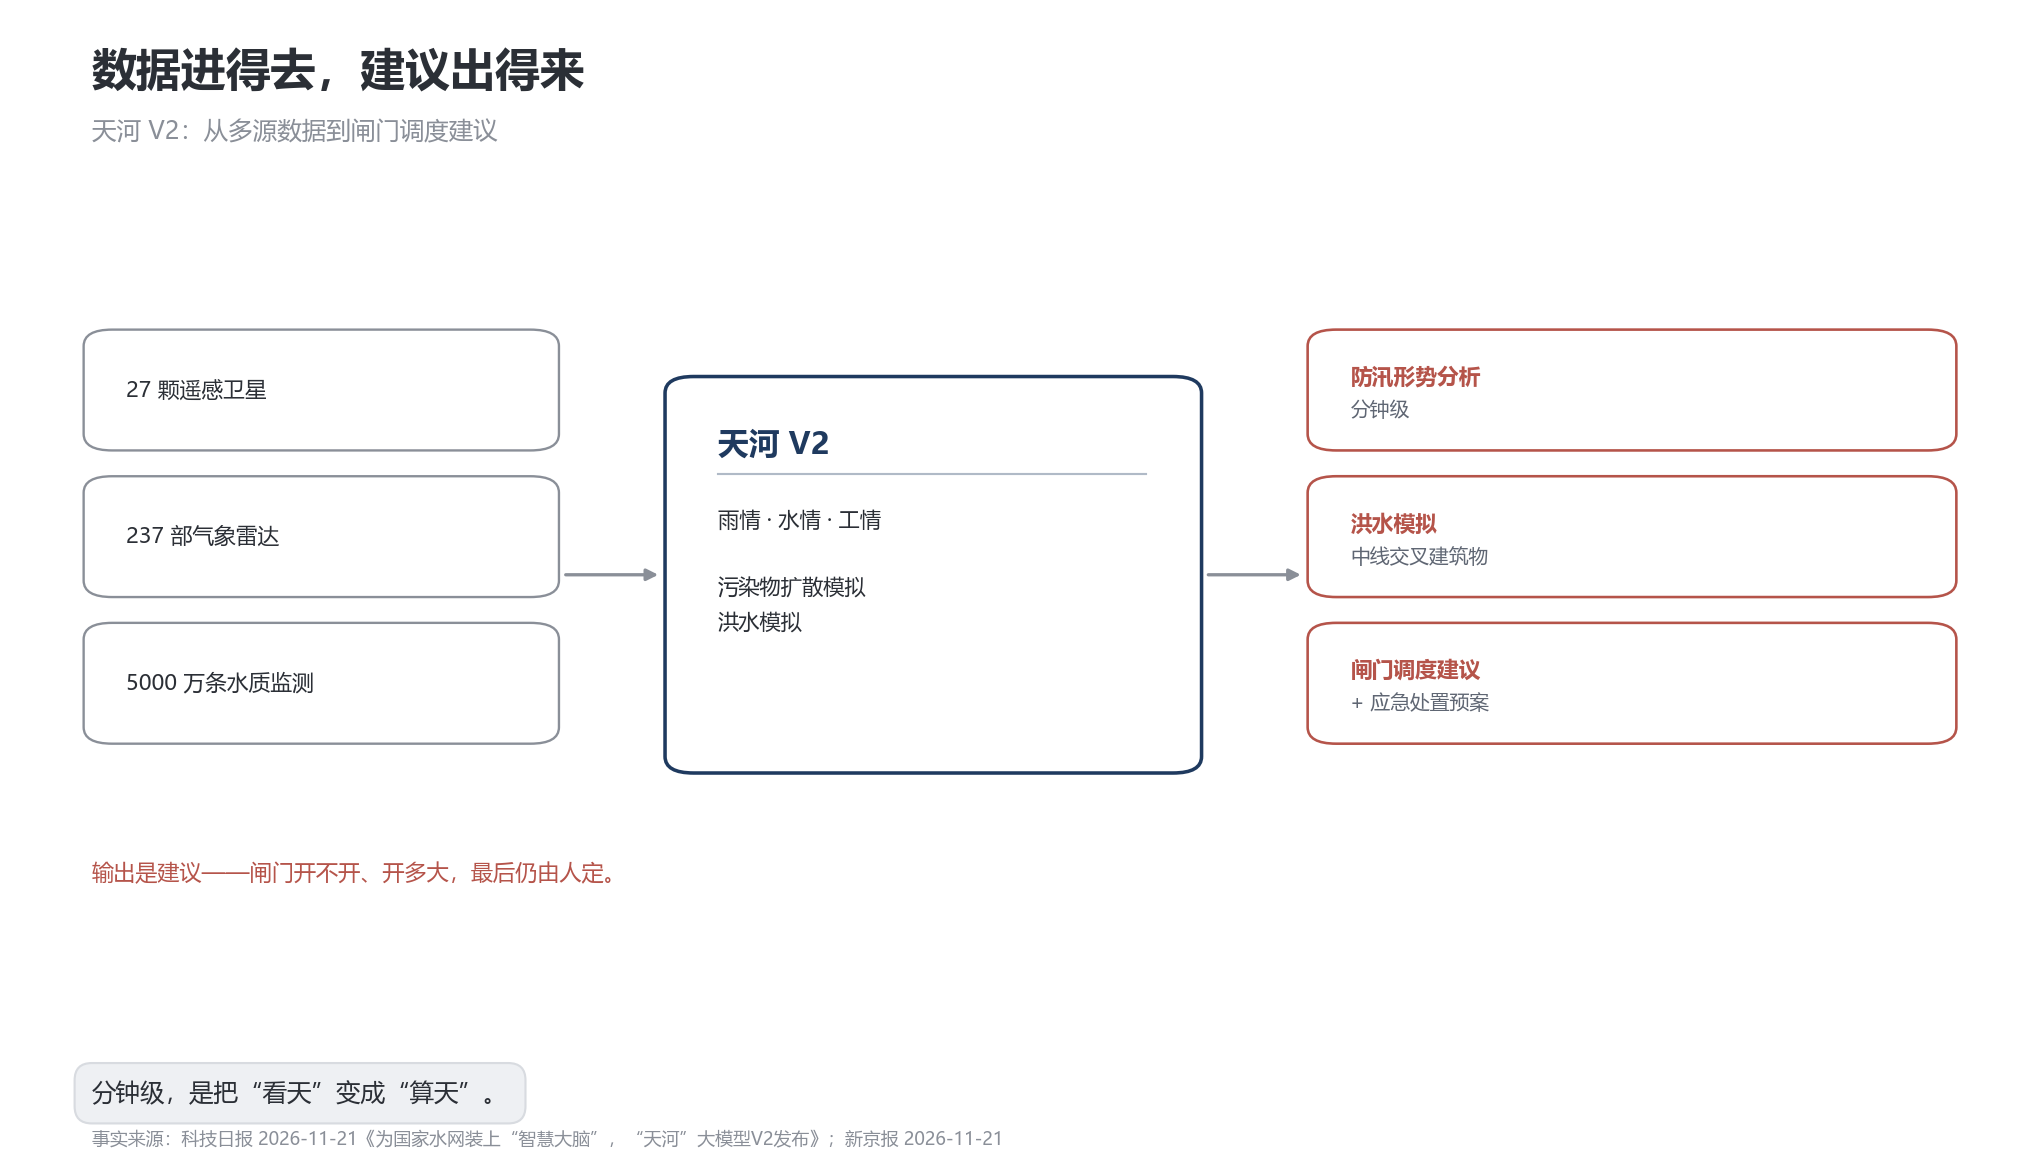 数据进得去，建议出得来
天河 V2：从多源数据到闸门调度建议
27 颗遥感卫星
237 部气象雷达
5000 万条水质监测
天河 V2
雨情 · 水情 · 工情
污染物扩散模拟
洪水模拟
防汛形势分析
分钟级
洪水模拟
中线交叉建筑物
闸门调度建议
+ 应急处置预案
输出是建议——闸门开不开、开多大，最后仍由人定。
分钟级，是把“看天”变成“算天”。
事实来源：科技日报 2026-11-21《为国家水网装上“智慧大脑”，“天河”大模型V2发布》；新京报 2026-11-21